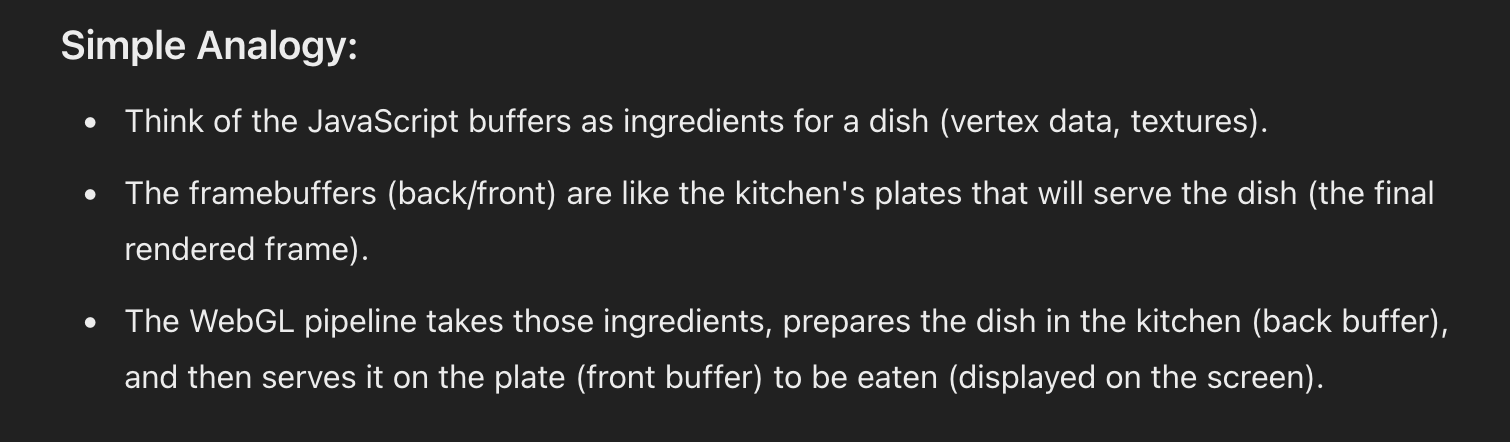 Simple Analogy:
• Think of the JavaScript buffers as ingredients for a dish (vertex data, textures).
• The framebuffers (back/front) are like the kitchen's plates that will serve the dish (the final
rendered frame).
• The WebGL pipeline takes those ingredients, prepares the dish in the kitchen (back buffer),
and then serves it on the plate (front buffer) to be eaten (displayed on the screen).